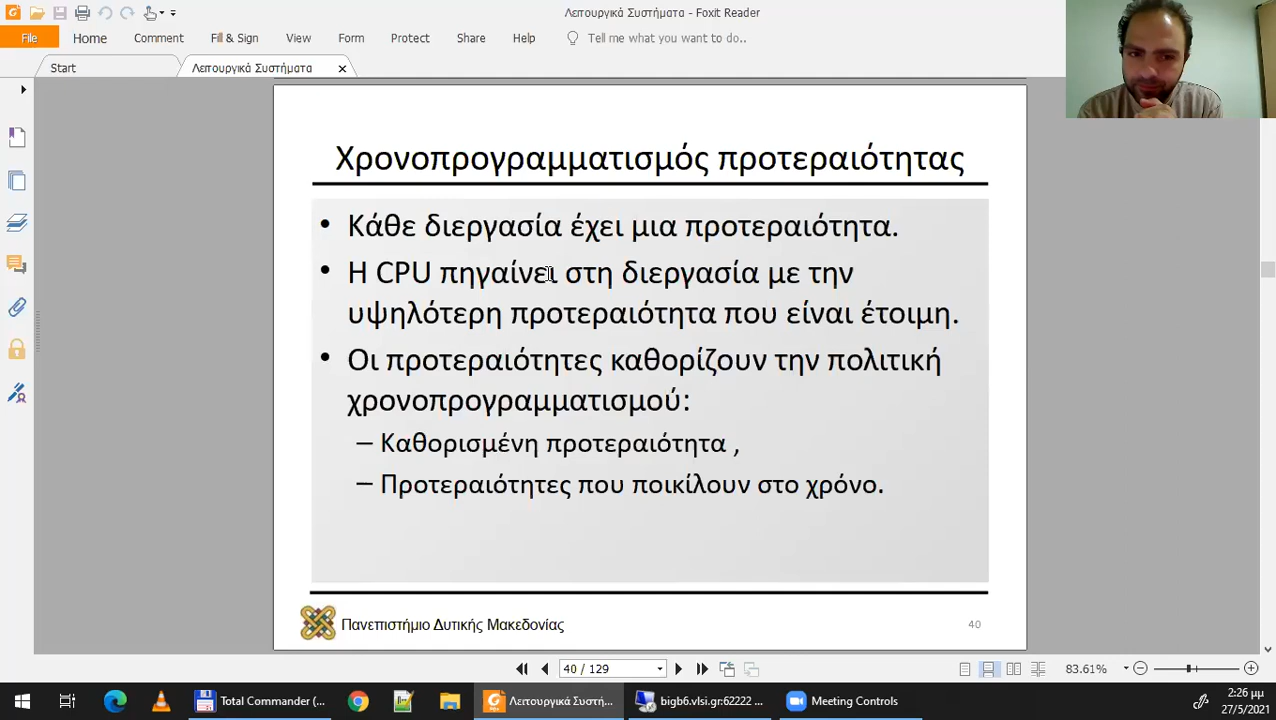 Λειτουργικά Συστήματα - Foxit Reader
File Home Comment Fill & Sign View Form Protect Share Help Tell me what you want to do..
Start Λειτουργικά Συστήματα
Χρονοπρογραμματισμός προτεραιότητας
• Κάθε διεργασία έχει μια προτεραιότητα.
• Η CPU πηγαίνει στη διεργασία με την
υψηλότερη προτεραιότητα που είναι έτοιμη.
• Οι προτεραιότητες καθορίζουν την πολιτική
χρονοπρογραμματισμού:
– Καθορισμένη προτεραιότητα ,
– Προτεραιότητες που ποικίλουν στο χρόνο.
Πανεπιστήμιο Δυτικής Μακεδονίας 40
40 / 129 83.61%
Total Commander (... Λειτουργικά Συστή... bigb6.vlsi.gr:62222 ... Meeting Controls 2:26 μμ
27/5/2021